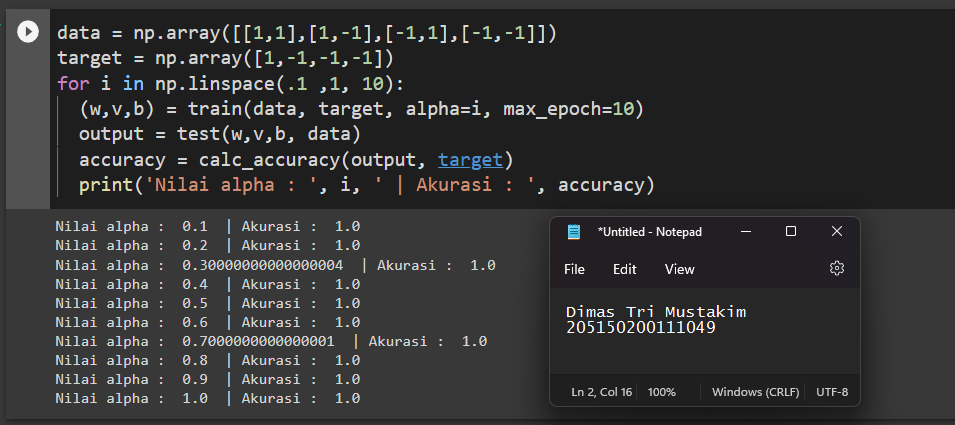 data = np.array([[1,1],[1,-1],[-1,1],[-1,-1]])
target = np.array([1,-1,-1,-1])
for i in np.linspace(.1 ,1, 10):
  (w,v,b) = train(data, target, alpha=i, max_epoch=10)
  output = test(w,v,b, data)
  accuracy = calc_accuracy(output, target)
  print('Nilai alpha : ', i, ' | Akurasi : ', accuracy)
Nilai alpha :  0.1  | Akurasi :  1.0
Nilai alpha :  0.2  | Akurasi :  1.0
Nilai alpha :  0.30000000000000004  | Akurasi :  1.0
Nilai alpha :  0.4  | Akurasi :  1.0
Nilai alpha :  0.5  | Akurasi :  1.0
Nilai alpha :  0.6  | Akurasi :  1.0
Nilai alpha :  0.7000000000000001  | Akurasi :  1.0
Nilai alpha :  0.8  | Akurasi :  1.0
Nilai alpha :  0.9  | Akurasi :  1.0
Nilai alpha :  1.0  | Akurasi :  1.0
*Untitled - Notepad
File Edit View
Dimas Tri Mustakim
205150200111049
Ln 2, Col 16 100% Windows (CRLF) UTF-8